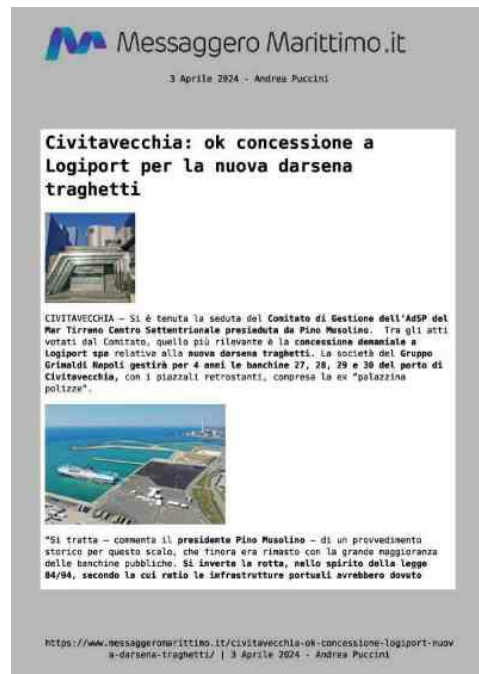 Messaggero Marittimo.it
3 Aprile 2024 - Andrea Puccini
Civitavecchia: ok concessione a
Logiport per la nuova darsena
traghetti
CIVITAVECCHIA – Si è tenuta la seduta del Comitato di Gestione dell'AdSP del
Mar Tirreno Centro Settentrionale presieduta da Pino Musolino. Tra gli atti
votati dal Comitato, quello più rilevante è la concessione demaniale a
Logiport spa relativa alla nuova darsena traghetti. La società del Gruppo
Grimaldi Napoli gestirà per 4 anni le banchine 27, 28, 29 e 30 del porto di
Civitavecchia, con i piazzali retrostanti, compresa la ex "palazzina
polizze".
"Si tratta – commenta il presidente Pino Musolino – di un provvedimento
storico per questo scalo, che finora era rimasto con la grande maggioranza
delle banchine pubbliche. Si inverte la rotta, nello spirito della legge
84/94, secondo la cui ratio le infrastrutture portuali avrebbero dovuto
https://www.messaggeromarittimo.it/civitavecchia-ok-concessione-logiport-nuov
a-darsena-traghetti/ | 3 Aprile 2024 - Andrea Puccini